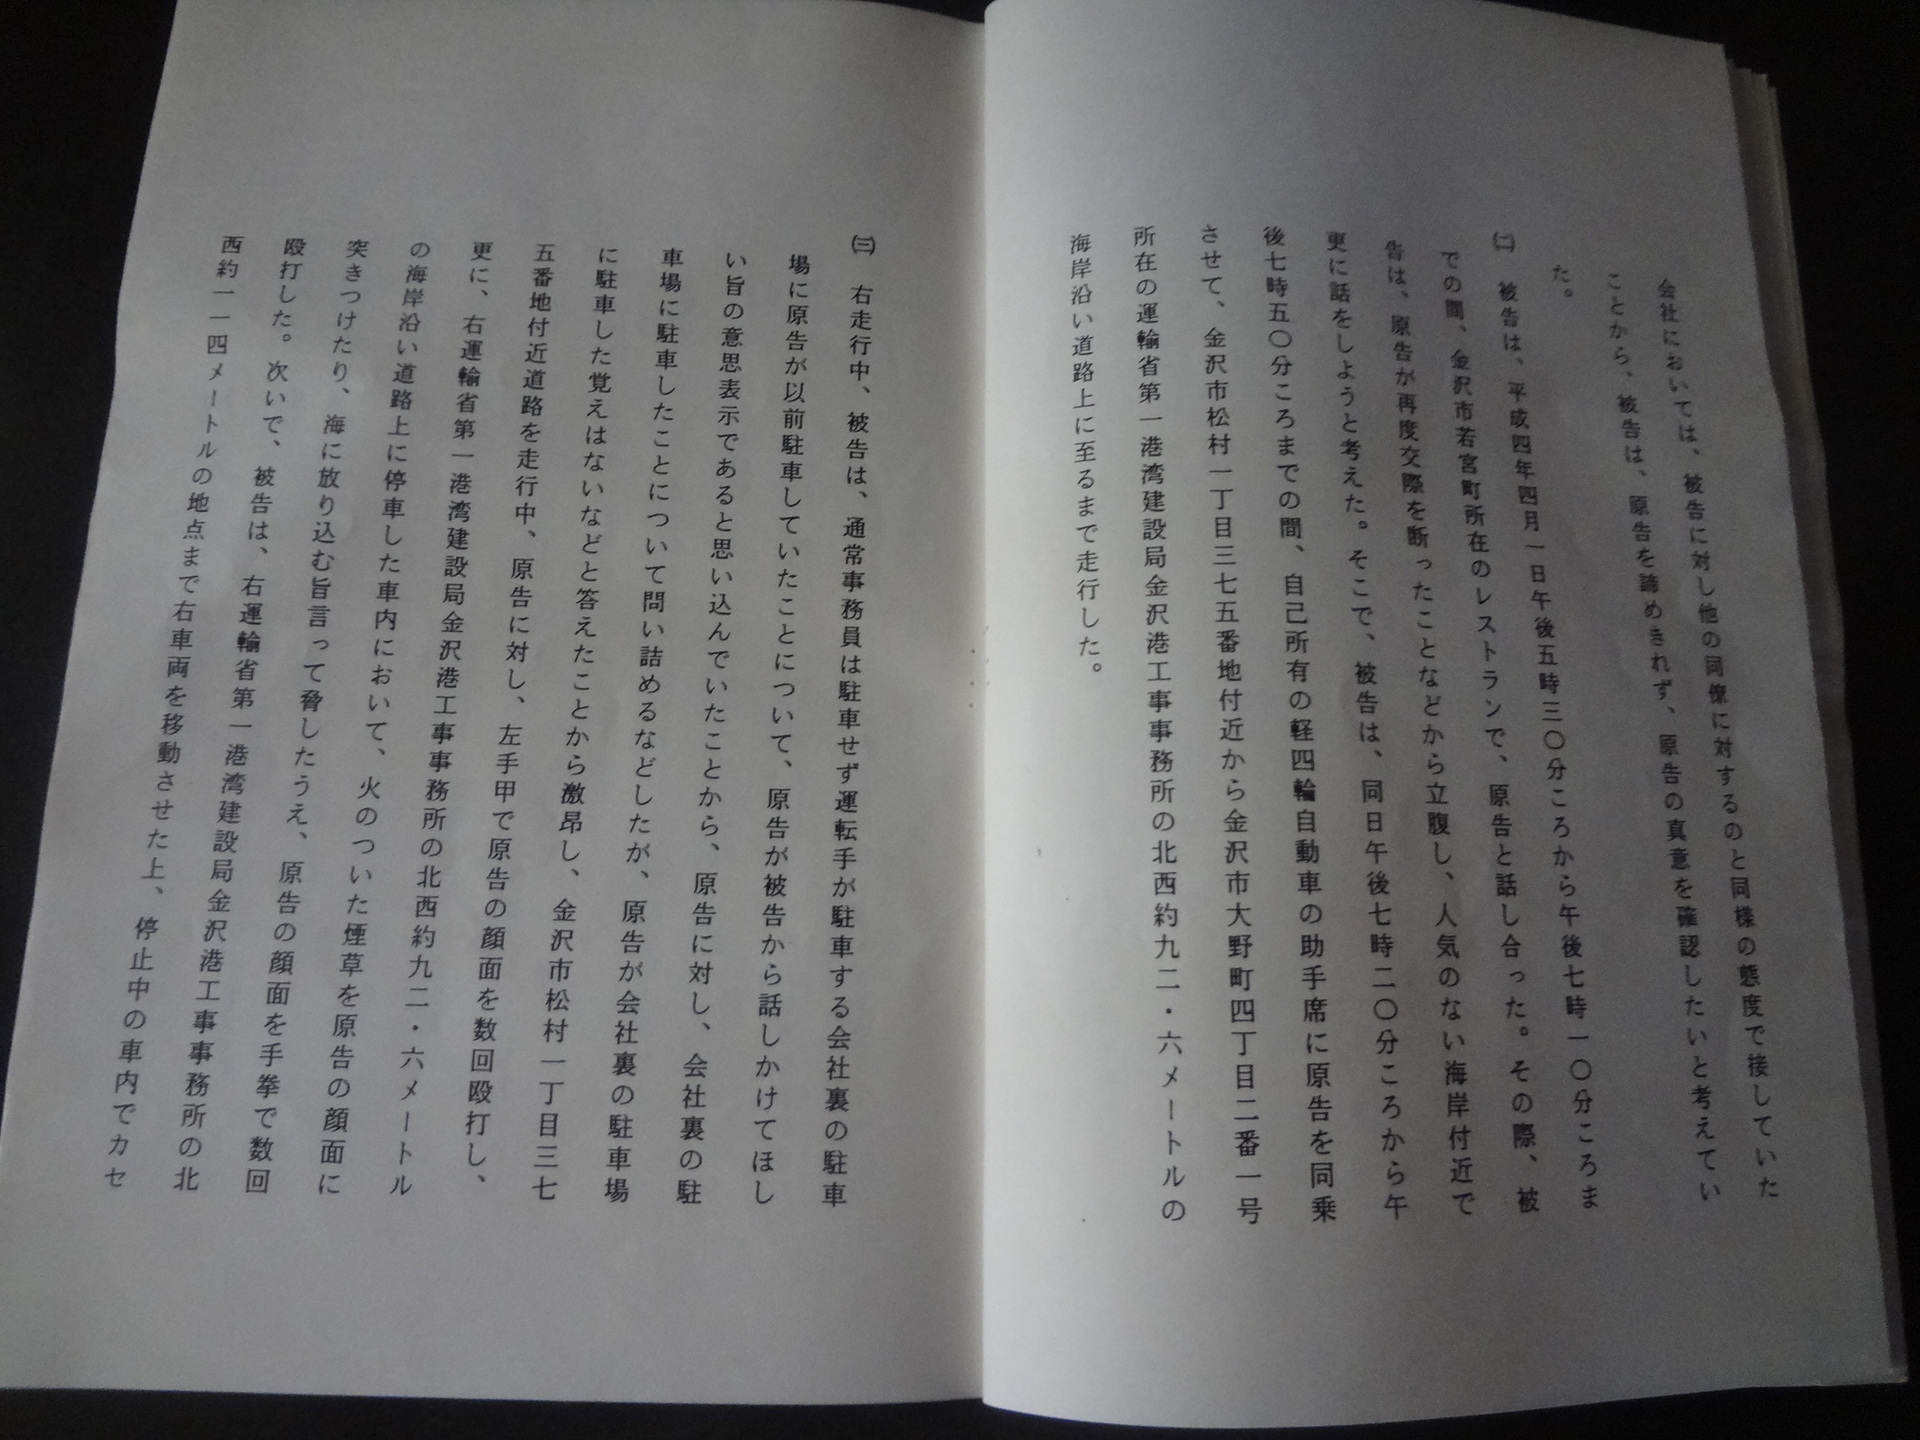 会社においては、被告に対し他の同僚に対するのと同様の態度で接していた
ことから、被告は、原告を諦めきれず、原告の真意を確認したいと考えてい
た。
㈡　被告は、平成四年四月一日午後五時三〇分ころから午後七時一〇分ころま
での間、金沢市若宮町所在のレストランで、原告と話し合った。その際、被
告は、原告が再度交際を断ったことなどから立腹し、人気のない海岸付近で
更に話をしようと考えた。そこで、被告は、同日午後七時二〇分ころから午
後七時五〇分ころまでの間、自己所有の軽四輪自動車の助手席に原告を同乗
させて、金沢市松村一丁目三七五番地付近から金沢市大野町四丁目二番一号
所在の運輸省第一港湾建設局金沢港工事事務所の北西約九二・六メートルの
海岸沿い道路上に至るまで走行した。
㈢　右走行中、被告は、通常事務員は駐車せず運転手が駐車する会社裏の駐車
場に原告が以前駐車していたことについて、原告が被告から話しかけてほし
い旨の意思表示であると思い込んでいたことから、原告に対し、会社裏の駐
車場に駐車したことについて問い詰めるなどしたが、原告が会社裏の駐車場
に駐車した覚えはないなどと答えたことから激昂し、金沢市松村一丁目三七
五番地付近道路を走行中、原告に対し、左手甲で原告の顔面を数回殴打し、
更に、右運輸省第一港湾建設局金沢港工事事務所の北西約九二・六メートル
の海岸沿い道路上に停車した車内において、火のついた煙草を原告の顔面に
突きつけたり、海に放り込む旨言って脅したうえ、原告の顔面を手拳で数回
殴打した。次いで、被告は、右運輸省第一港湾建設局金沢港工事事務所の北
西約一一四メートルの地点まで右車両を移動させた上、停止中の車内でカセ